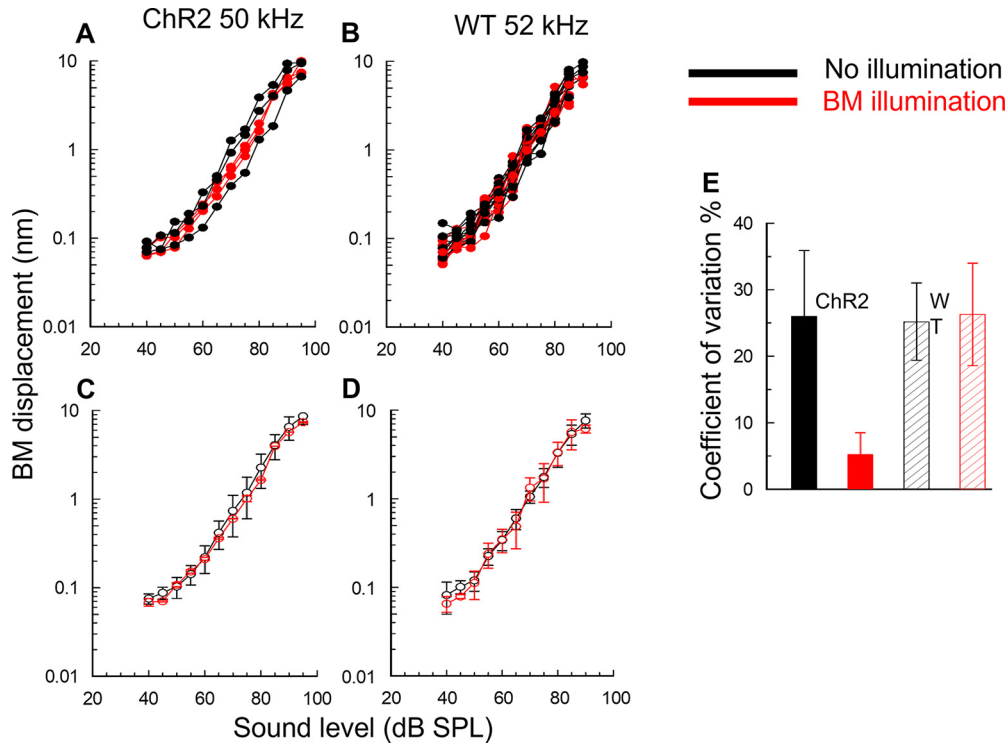 ChR2 50 kHz
WT 52 kHz
No illumination
BM illumination
A
B
C
D
E
10
1
0.1
0.01
20 40 60 80 100
10
1
0.1
0.01
20 40 60 80 100
10
1
0.1
0.01
20 40 60 80 100
10
1
0.1
0.01
20 40 60 80 100
BM displacement (nm)
Sound level (dB SPL)
Coefficient of variation %
40
30
20
10
0
ChR2
W
T